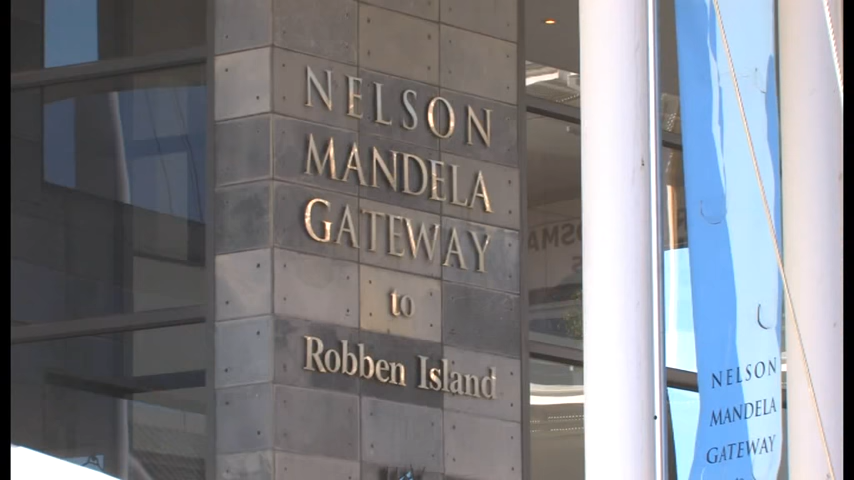 NELSON
MANDELA
GATEWAY
to
Robben Island
NELSON
MANDELA
GATEWAY